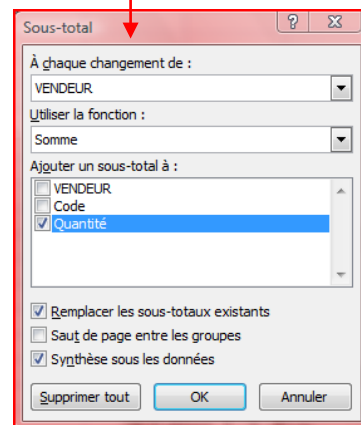 Sous-total
À chaque changement de :
VENDEUR
Utiliser la fonction :
Somme
Ajouter un sous-total à :
VENDEUR
Code
Quantité
Remplacer les sous-totaux existants
Saut de page entre les groupes
Synthèse sous les données
Supprimer tout OK Annuler